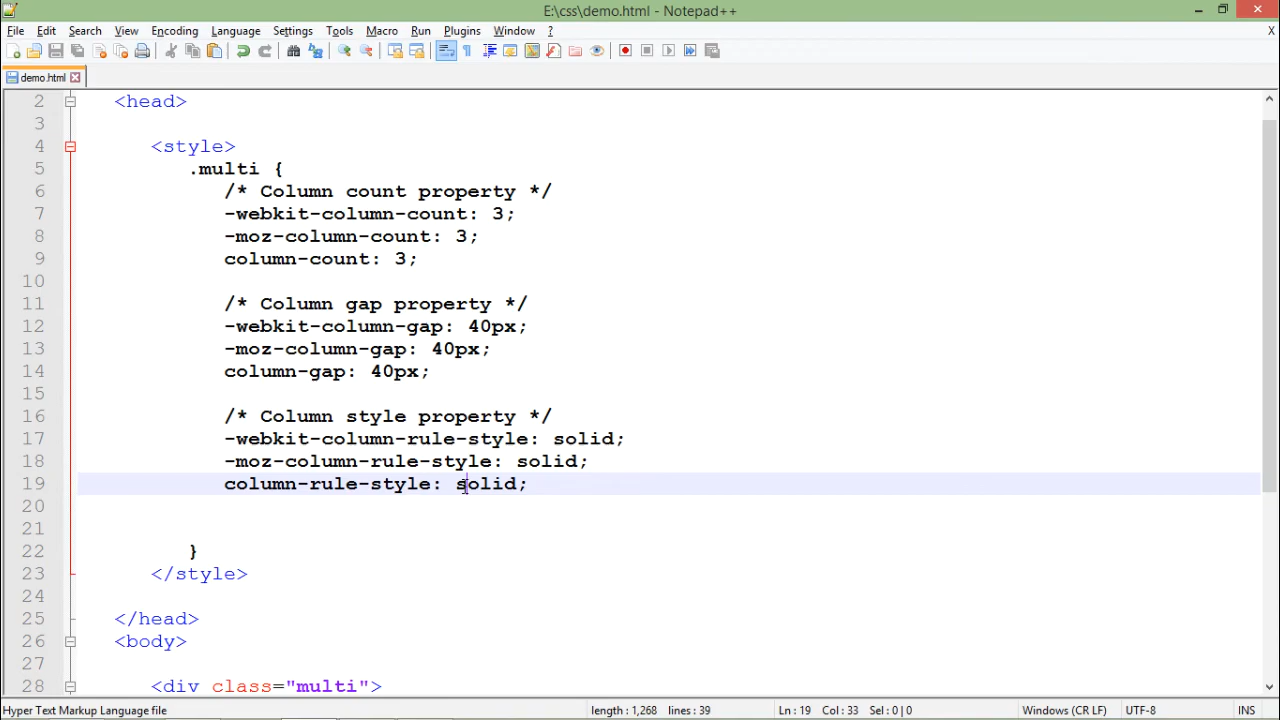 E:\css\demo.html - Notepad++
File Edit Search View Encoding Language Settings Tools Macro Run Plugins Window ? X
demo.html
2 <head>
3
4 <style>
5 .multi {
6 /* Column count property */
7 -webkit-column-count: 3;
8 -moz-column-count: 3;
9 column-count: 3;
10
11 /* Column gap property */
12 -webkit-column-gap: 40px;
13 -moz-column-gap: 40px;
14 column-gap: 40px;
15
16 /* Column style property */
17 -webkit-column-rule-style: solid;
18 -moz-column-rule-style: solid;
19 column-rule-style: solid;
20
21
22 }
23 </style>
24
25 </head>
26 <body>
27
28 <div class="multi">
Hyper Text Markup Language file length : 1,268 lines : 39 Ln : 19 Col : 33 Sel : 0 | 0 Windows (CR LF) UTF-8 INS